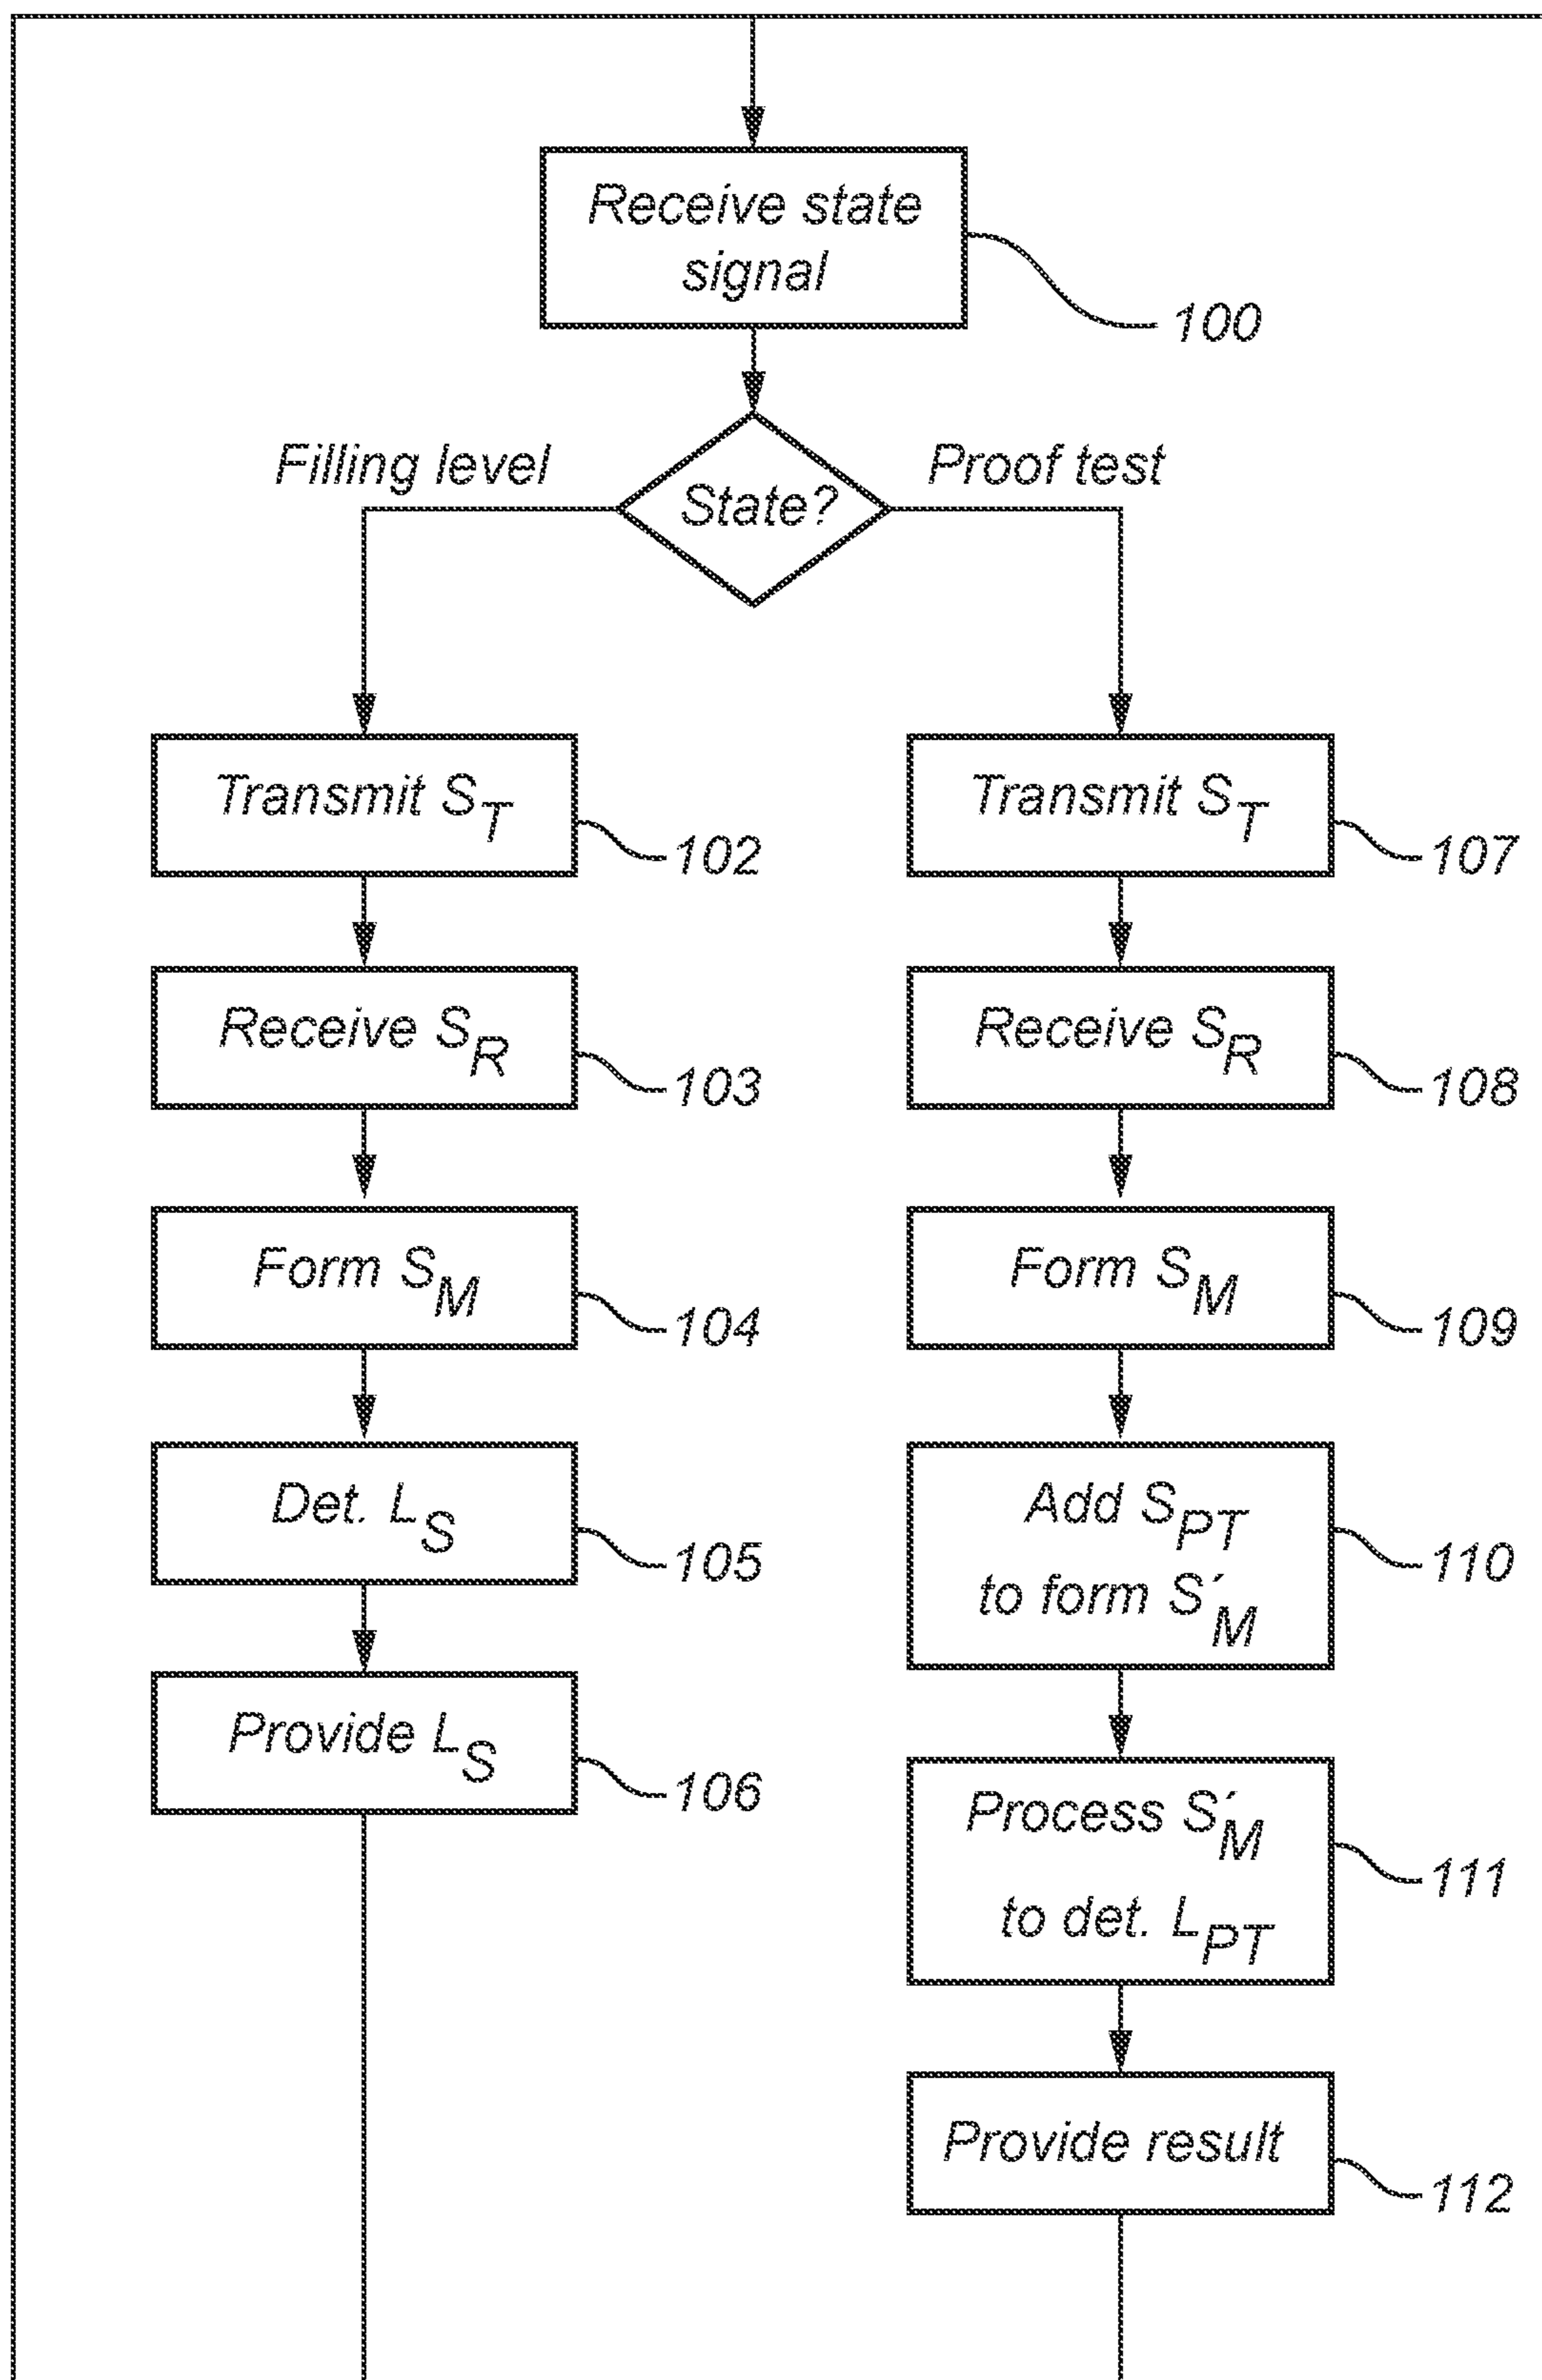 Receive state
signal
100
Filling level
State?
Proof test
Transmit S_T
102
Receive S_R
103
Form S_M
104
Det. L_S
105
Provide L_S
106
Transmit S_T
107
Receive S_R
108
Form S_M
109
Add S_PT
to form S'_M
110
Process S'_M
to det. L_PT
111
Provide result
112